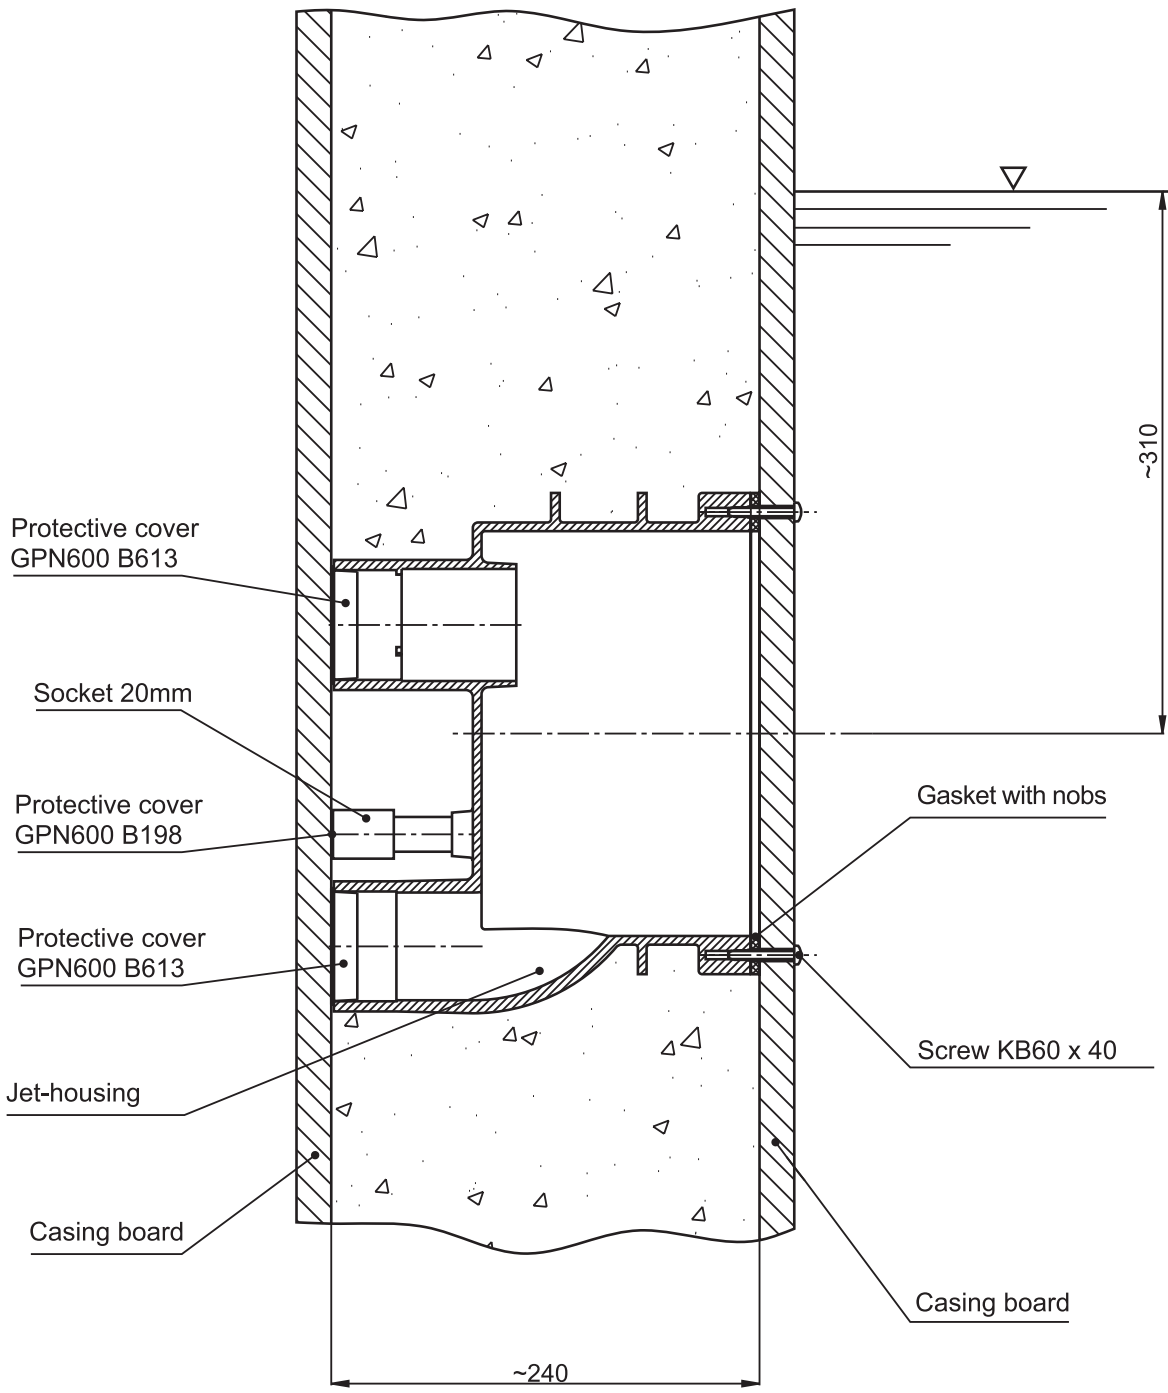 ~310
Protective cover
GPN600 B613
Socket 20mm
Protective cover
GPN600 B198
Gasket with nobs
Protective cover
GPN600 B613
Screw KB60 x 40
Jet-housing
Casing board
Casing board
~240